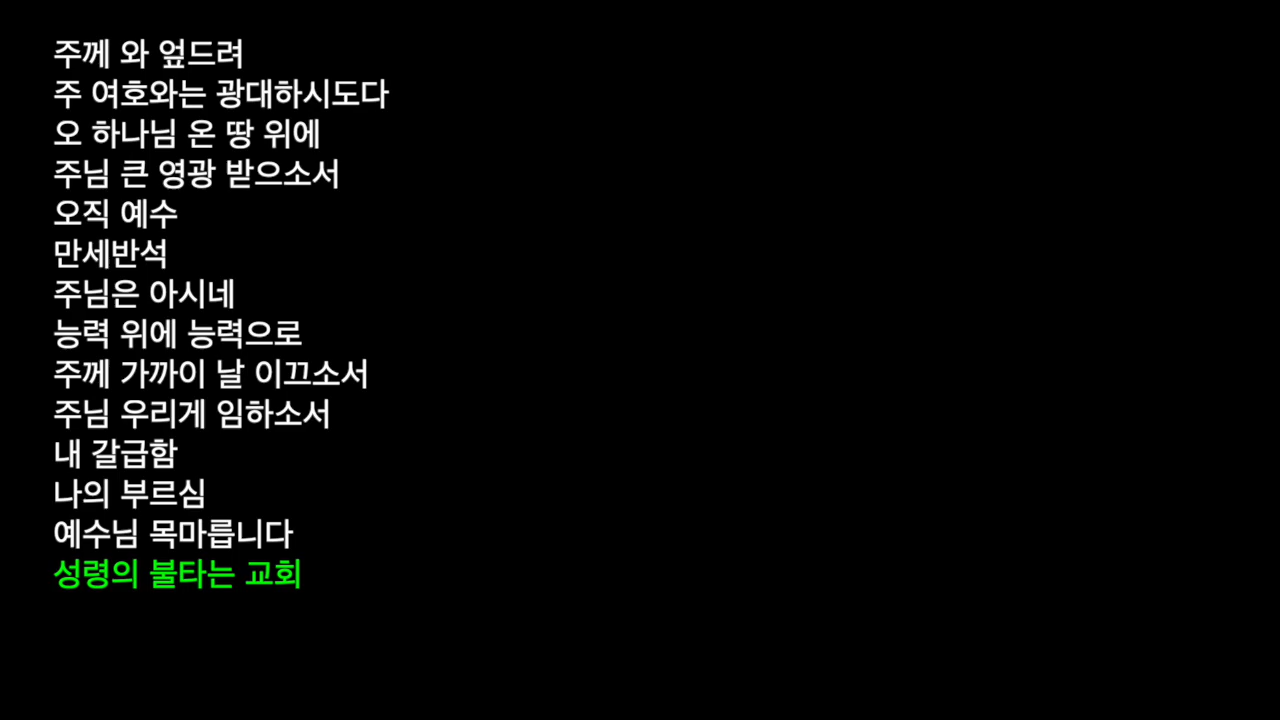 주께 와 엎드려
주 여호와는 광대하시도다
오 하나님 온 땅 위에
주님 큰 영광 받으소서
오직 예수
만세반석
주님은 아시네
능력 위에 능력으로
주께 가까이 날 이끄소서
주님 우리게 임하소서
내 갈급함
나의 부르심
예수님 목마릅니다
성령의 불타는 교회